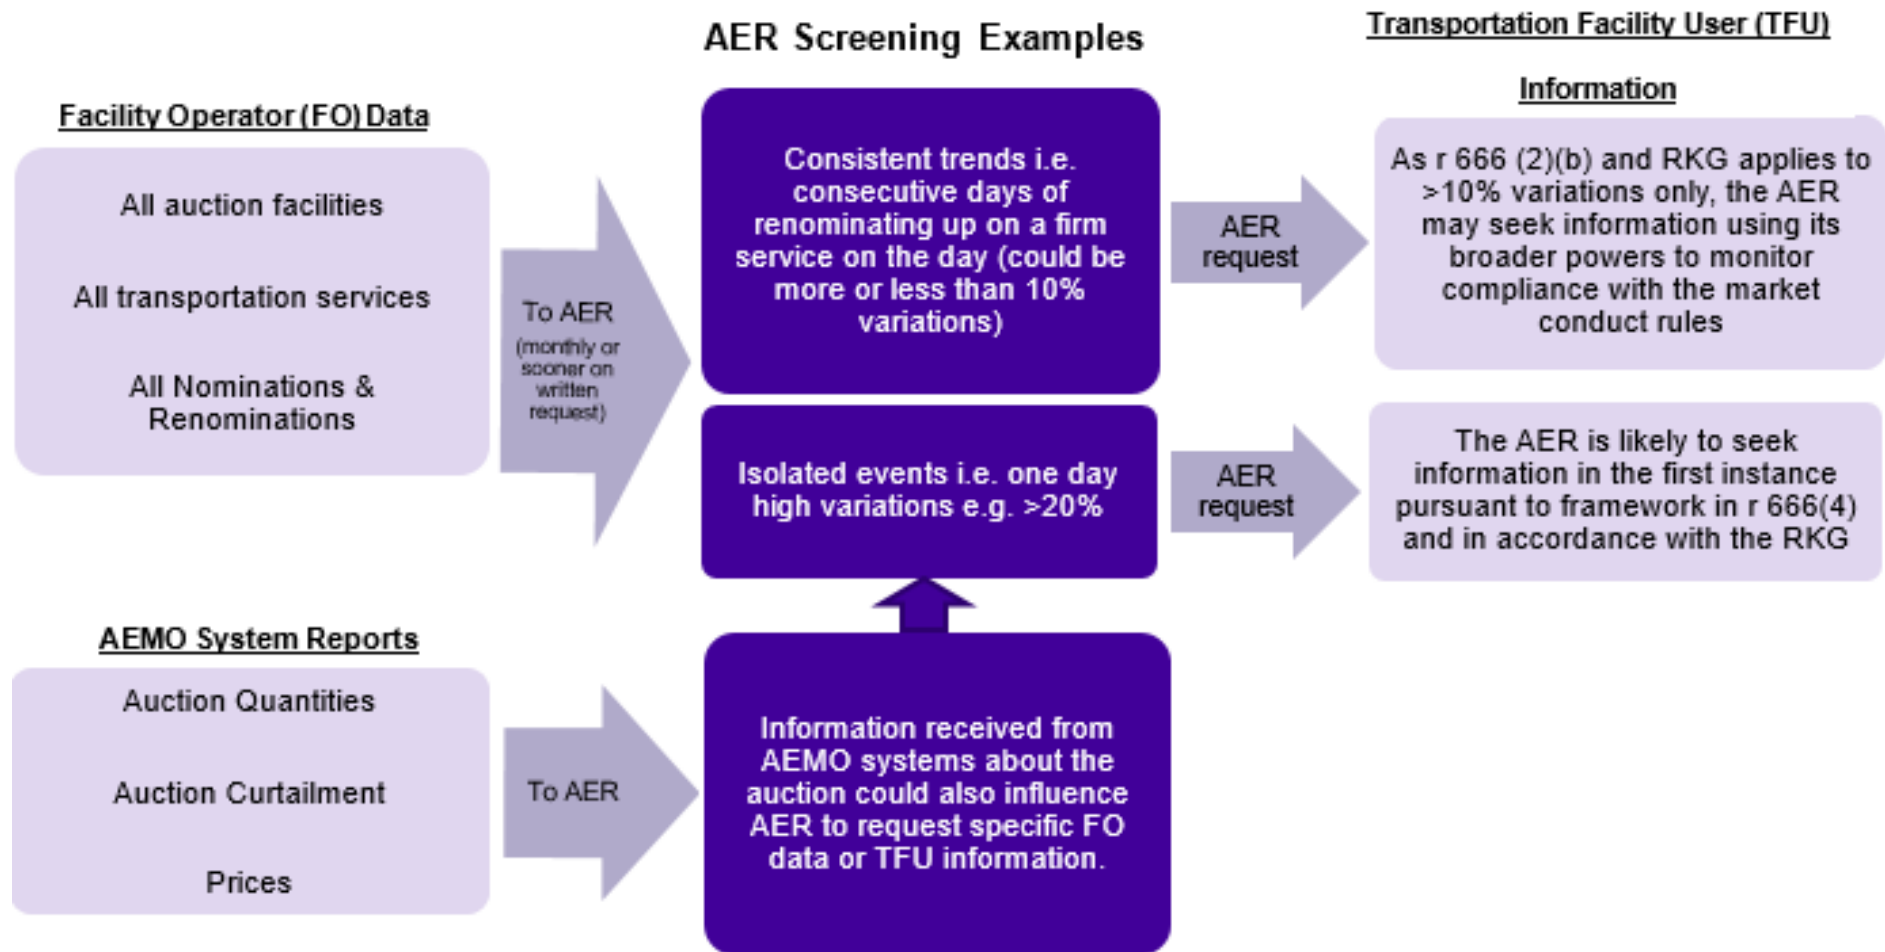 AER Screening Examples
Transportation Facility User (TFU)
Information
Facility Operator (FO) Data
All auction facilities
All transportation services
All Nominations &
Renominations
To AER
(monthly or
sooner on
written
request)
Consistent trends i.e.
consecutive days of
renominating up on a firm
service on the day (could be
more or less than 10%
variations)
AER
request
As r 666 (2)(b) and RKG applies to
>10% variations only, the AER
may seek information using its
broader powers to monitor
compliance with the market
conduct rules
Isolated events i.e. one day
high variations e.g. >20%
AER
request
The AER is likely to seek
information in the first instance
pursuant to framework in r 666(4)
and in accordance with the RKG
AEMO System Reports
Auction Quantities
Auction Curtailment
Prices
To AER
Information received from
AEMO systems about the
auction could also influence
AER to request specific FO
data or TFU information.